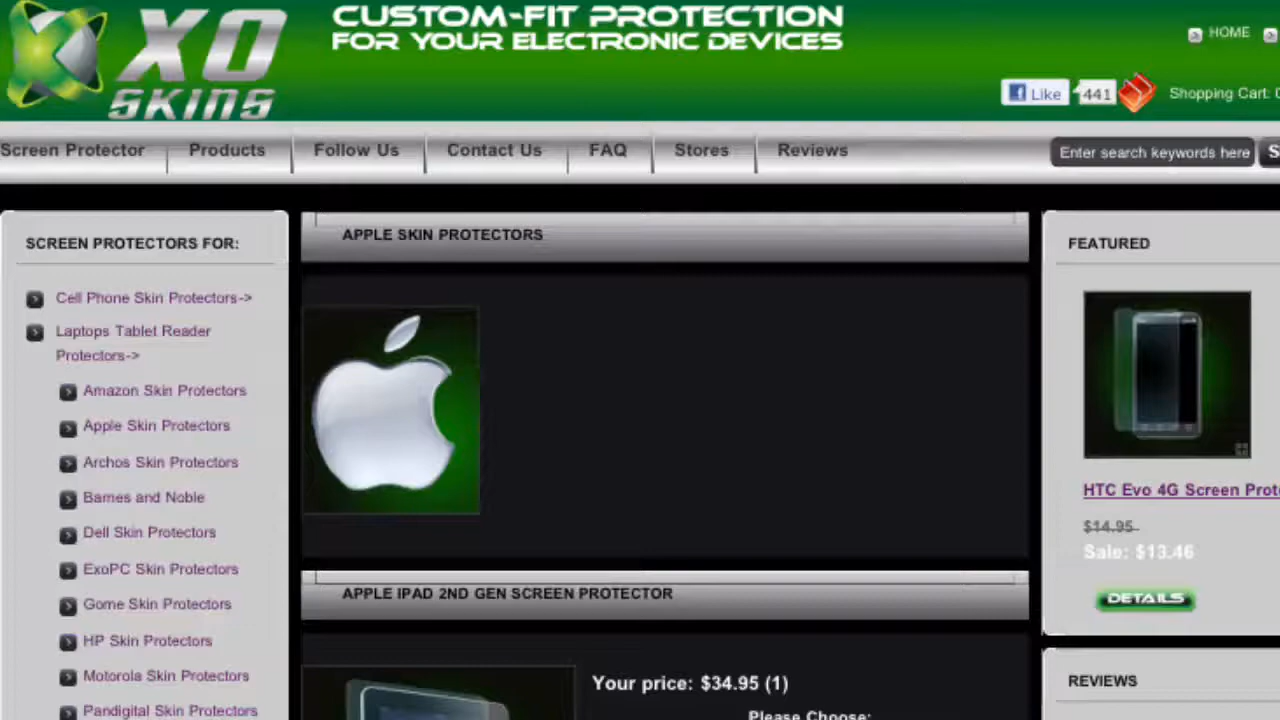 XO
SKINS
CUSTOM-FIT PROTECTION
FOR YOUR ELECTRONIC DEVICES
HOME
Like
441
Shopping Cart:
Screen Protector
Products
Follow Us
Contact Us
FAQ
Stores
Reviews
Enter search keywords here
S
SCREEN PROTECTORS FOR:
Cell Phone Skin Protectors->
Laptops Tablet Reader
Protectors->
Amazon Skin Protectors
Apple Skin Protectors
Archos Skin Protectors
Barnes and Noble
Dell Skin Protectors
ExoPC Skin Protectors
Gome Skin Protectors
HP Skin Protectors
Motorola Skin Protectors
Pandigital Skin Protectors
APPLE SKIN PROTECTORS
APPLE IPAD 2ND GEN SCREEN PROTECTOR
Your price: $34.95 (1)
Please Choose:
FEATURED
HTC Evo 4G Screen Prot
$14.95
Sale: $13.46
DETAILS
REVIEWS